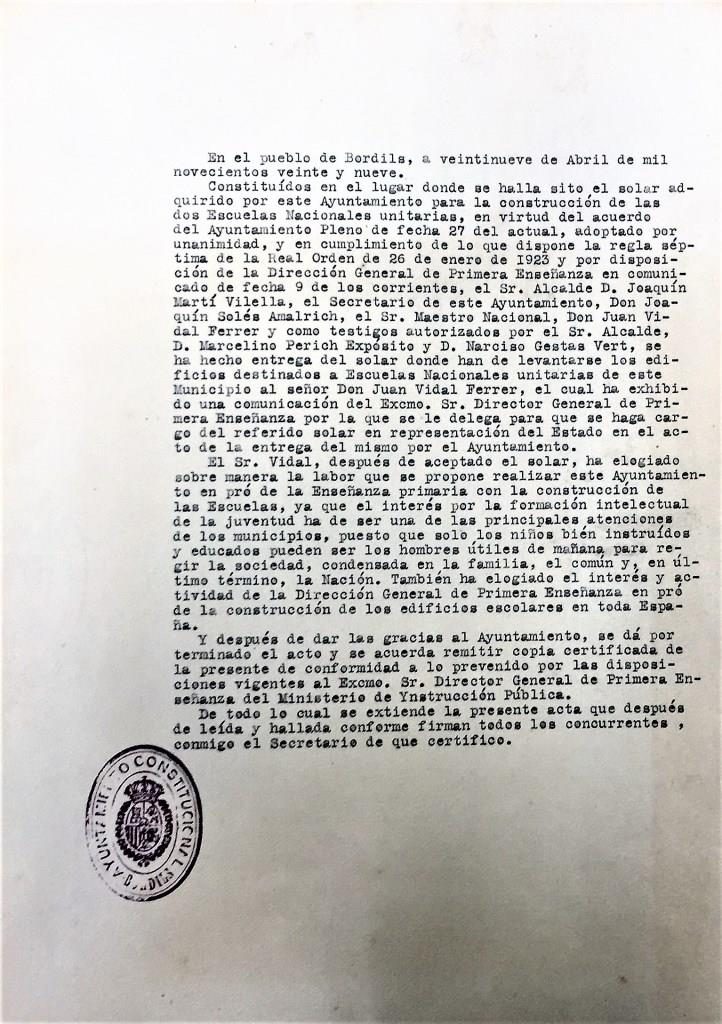 En el pueblo de Bordils, a veintinueve de Abril de mil
novecientos veinte y nueve.
Constituídos en el lugar donde se halla sito el solar ad-
quirido por este Ayuntamiento para la construcción de las
dos Escuelas Nacionales unitarias, en virtud del acuerdo
del Ayuntamiento Pleno de fecha 27 del actual, adoptado por
unanimidad, y en cumplimiento de lo que dispone la regla sép-
tima de la Real Orden de 26 de enero de 1923 y por disposi-
ción de la Dirección General de Primera Enseñanza en comuni-
cado de fecha 9 de los corrientes, el Sr. Alcalde D. Joaquín
Martí Vilella, el Secretario de este Ayuntamiento, Don Joa-
quín Solés Amalrich, el Sr. Maestro Nacional, Don Juan Vi-
dal Ferrer y como testigos autorizados por el Sr. Alcalde,
D. Marcelino Perich Expósito y D. Narciso Gestas Vert, se
ha hecho entrega del solar donde han de levantarse los edi-
ficios destinados a Escuelas Nacionales unitarias de este
Municipio al señor Don Juan Vidal Ferrer, el cual ha exhibi-
do una comunicación del Excmo. Sr. Director General de Pri-
mera Enseñanza por la que se le delega para que se haga car-
go del referido solar en representación del Estado en el ac-
to de la entrega del mismo por el Ayuntamiento.
El Sr. Vidal, después de aceptado el solar, ha elogiado
sobre manera la labor que se propone realizar este Ayuntamien-
to en pró de la Enseñanza primaria con la construcción de
las Escuelas, ya que el interés por la formación intelectual
de la juventud ha de ser una de las principales atenciones
de los municipios, puesto que solo los niños bién instruídos
y educados pueden ser los hombres útiles de mañana para re-
gir la sociedad, condensada en la familia, el común y, en úl-
timo término, la Nación. También ha elogiado el interés y ac-
tividad de la Dirección General de Primera Enseñanza en pró
de la construcción de los edificios escolares en toda Espa-
ña.
Y después de dar las gracias al Ayuntamiento, se dá por
terminado el acto y se acuerda remitir copia certificada de
la presente de conformidad a lo prevenido por las disposi-
ciones vigentes al Excmo. Sr. Director General de Primera En-
señanza del Ministerio de Ynstrucción Pública.
De todo lo cual se extiende la presente acta que después
de leída y hallada conforme firman todos los concurrentes ,
conmigo el Secretario de que certifico.
AYUNTAMIENTO CONSTITUCIONAL